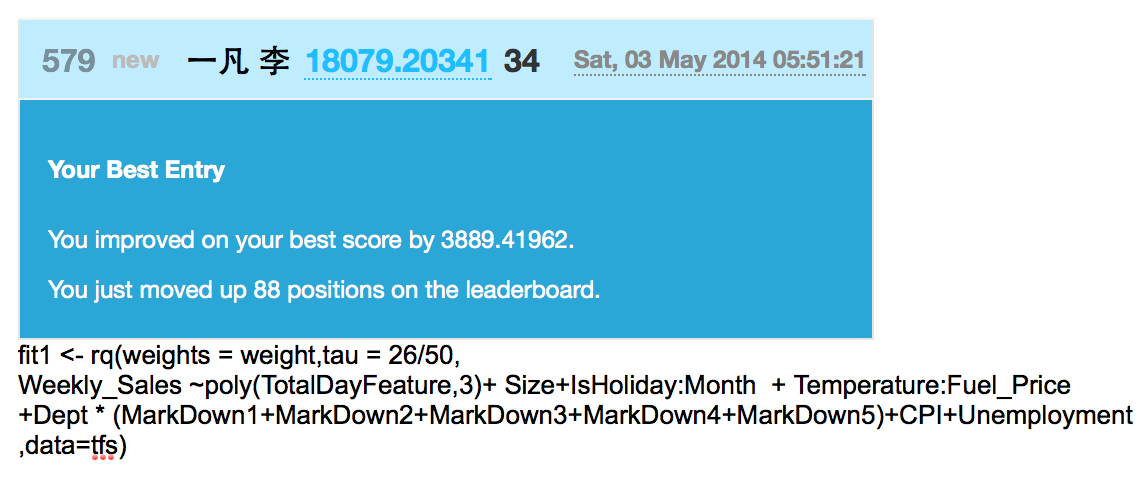 579 new 一凡 李 18079.20341 34 Sat, 03 May 2014 05:51:21
Your Best Entry
You improved on your best score by 3889.41962.
You just moved up 88 positions on the leaderboard.
fit1 <- rq(weights = weight,tau = 26/50,
Weekly_Sales ~poly(TotalDayFeature,3)+ Size+IsHoliday:Month  + Temperature:Fuel_Price
+Dept * (MarkDown1+MarkDown2+MarkDown3+MarkDown4+MarkDown5)+CPI+Unemployment
,data=tfs)